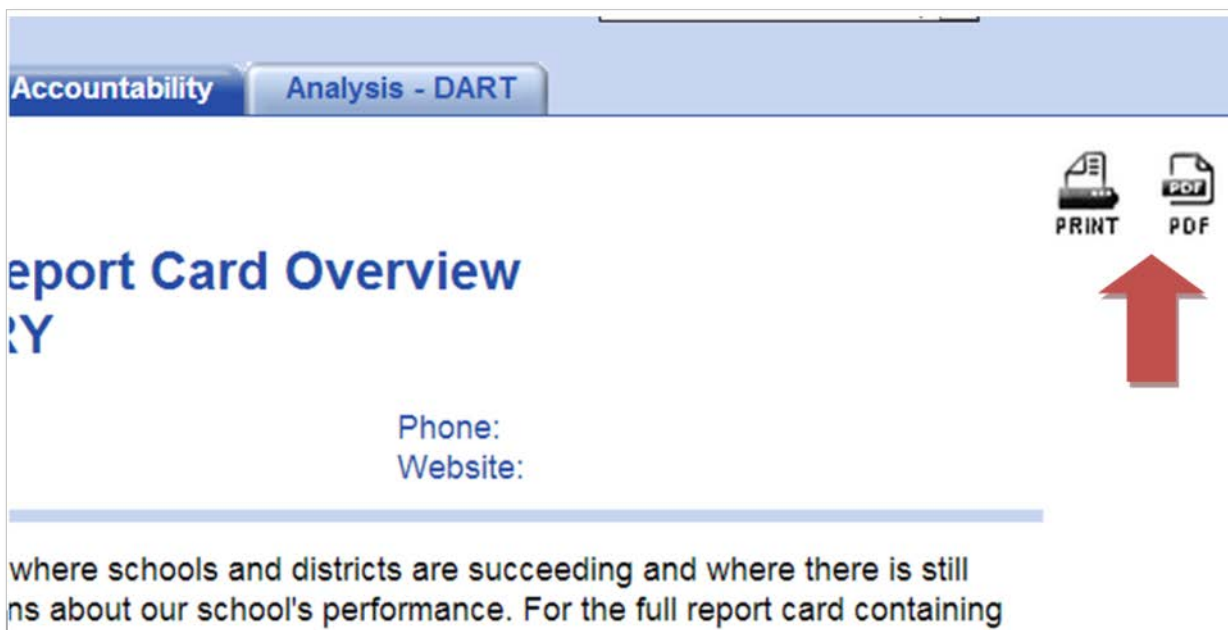 Accountability Analysis - DART
PRINT PDF
eport Card Overview
RY
Phone:
Website:
where schools and districts are succeeding and where there is still
ns about our school's performance. For the full report card containing